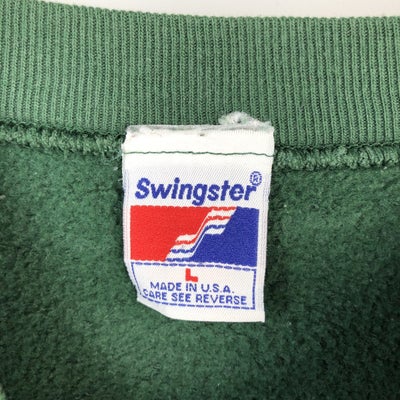 Swingster®
L
MADE IN U.S.A.
CARE SEE REVERSE